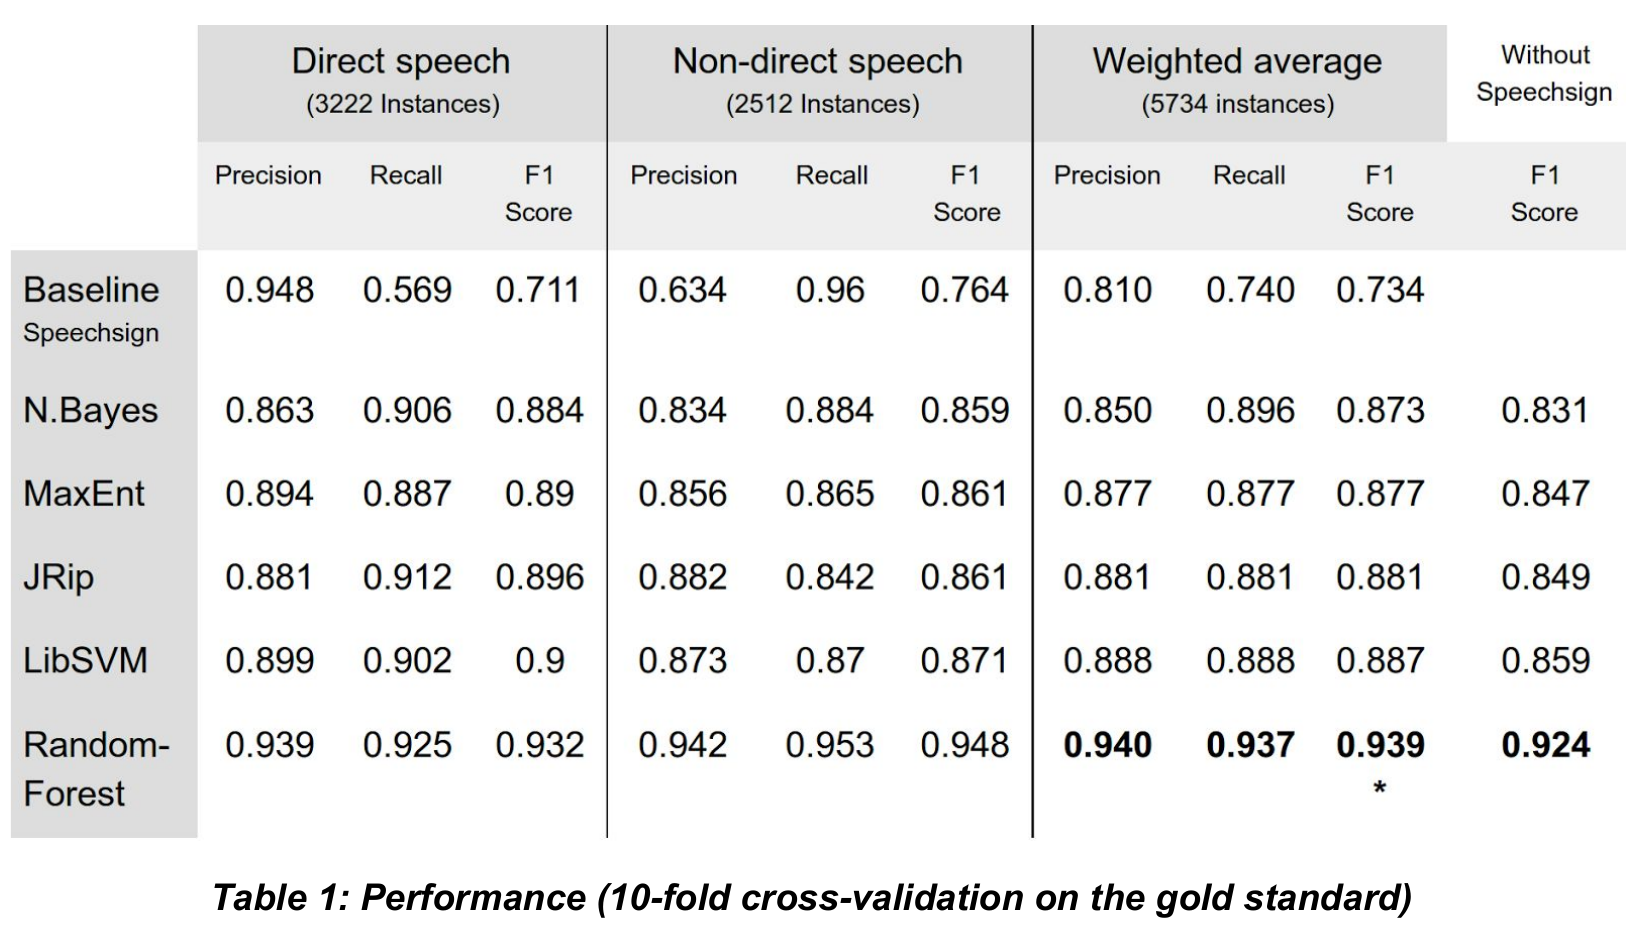 Direct speech Non-direct speech Weighted average Without
(3222 Instances) (2512 Instances) (5734 instances) Speechsign
Precision Recall F1 Precision Recall F1 Precision Recall F1 F1
Score Score Score Score
Baseline 0.948 0.569 0.711 0.634 0.96 0.764 0.810 0.740 0.734
Speechsign
N.Bayes 0.863 0.906 0.884 0.834 0.884 0.859 0.850 0.896 0.873 0.831
MaxEnt 0.894 0.887 0.89 0.856 0.865 0.861 0.877 0.877 0.877 0.847
JRip 0.881 0.912 0.896 0.882 0.842 0.861 0.881 0.881 0.881 0.849
LibSVM 0.899 0.902 0.9 0.873 0.87 0.871 0.888 0.888 0.887 0.859
Random- 0.939 0.925 0.932 0.942 0.953 0.948 0.940 0.937 0.939 0.924
Forest *
Table 1: Performance (10-fold cross-validation on the gold standard)